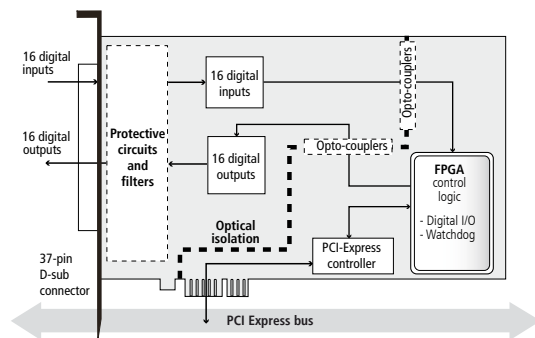 16 digital
inputs
16 digital
outputs
37-pin
D-sub
connector
Protective
circuits
and
filters
16 digital
inputs
16 digital
outputs
Opto-couplers
Opto-couplers
Optical
isolation
FPGA
control
logic
- Digital I/O
- Watchdog
PCI-Express
controller
PCI Express bus